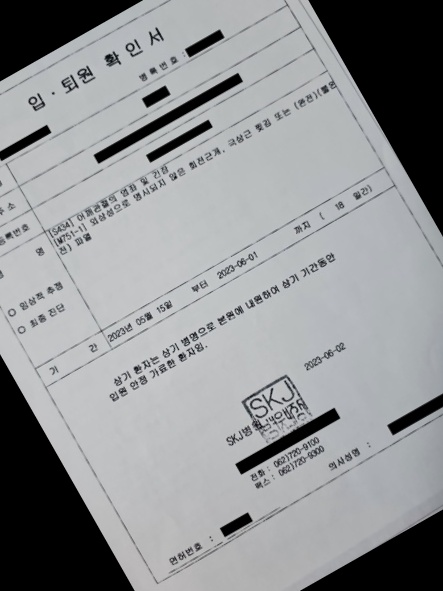 입 · 퇴원 확인서
병록번호 :
주 소
등록번호
명
[S434] 어깨관절의 염좌 및 긴장
[M751-1] 외상성으로 명시되지 않은 회전근개, 극상근 찢김 또는 (완전)(불완
전) 파열
○ 임상적 추정
○ 최종 진단
기 간
2023년 05월 15일 부터 2023-06-01 까지 ( 18 일간)
상기 환자는 상기 병명으로 본원에 내원하여 상기 기간동안
입원 안정 가료한 환자임.
2023-06-02
SKJ병원
SKJ
전화 : 062)720-9100
팩스 : 062)720-9300
의사성명 :
면허번호 :